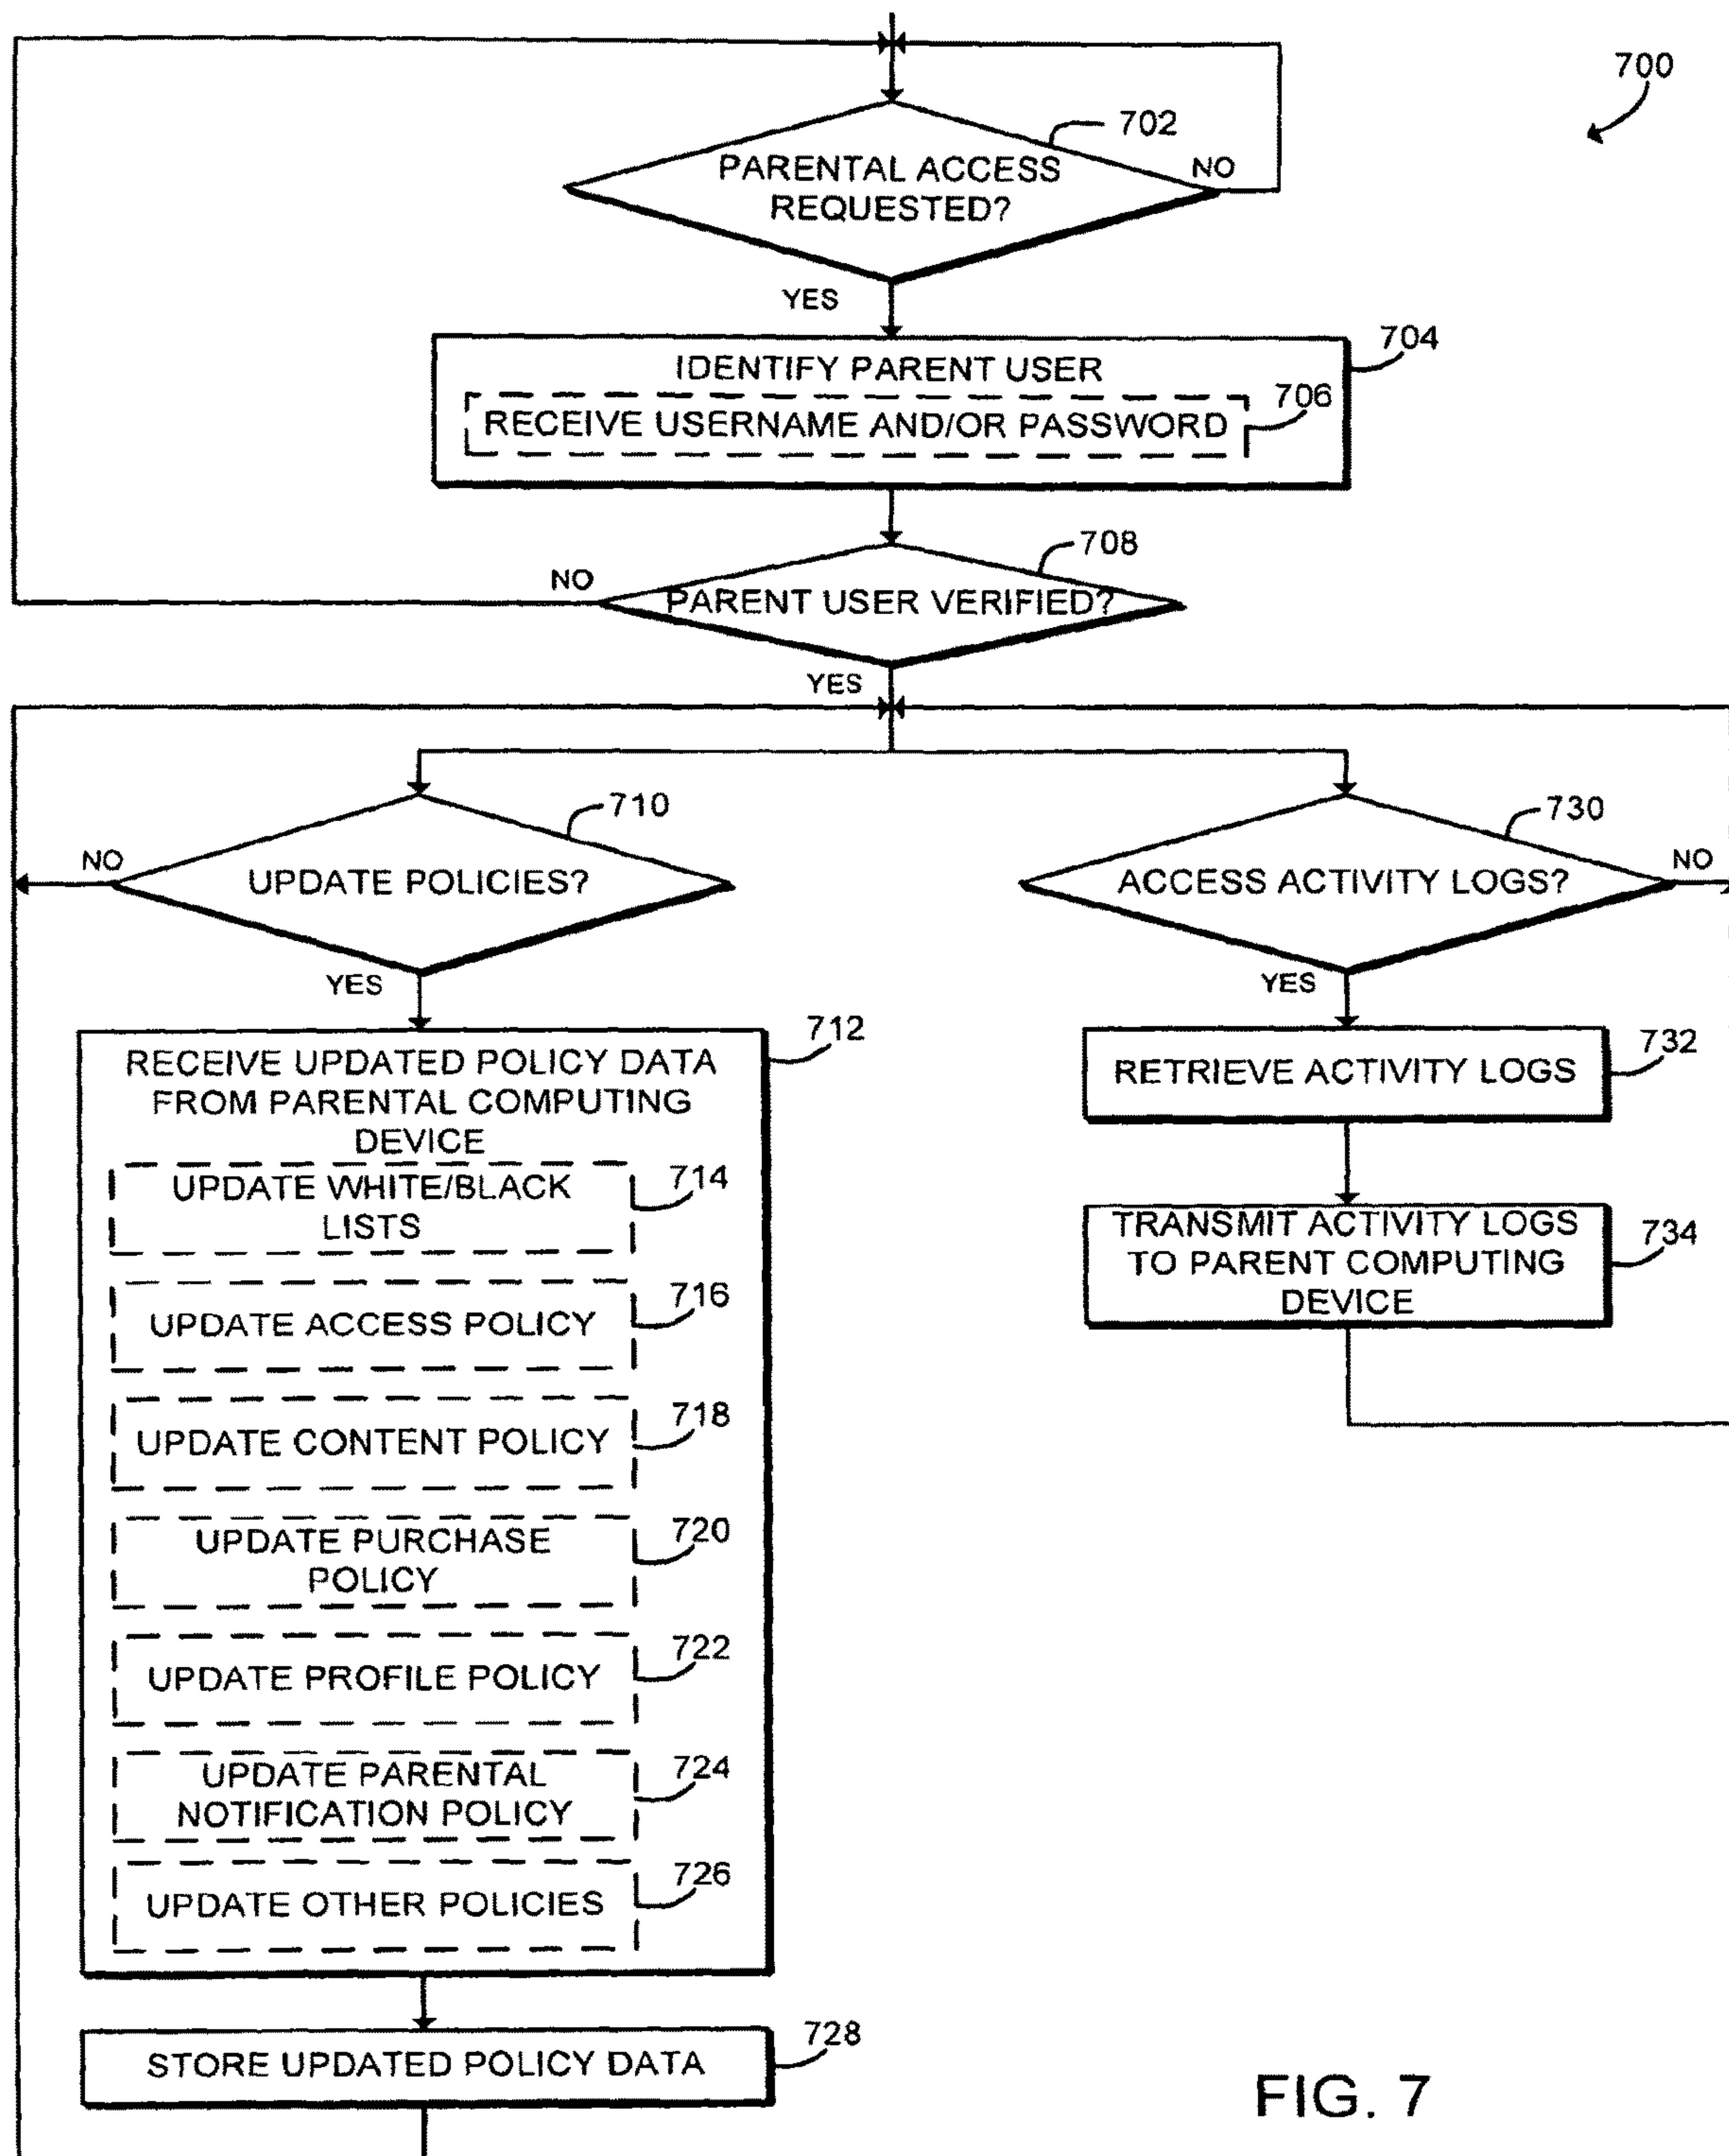 700
702
PARENTAL ACCESS
REQUESTED?
NO
YES
704
IDENTIFY PARENT USER
706
RECEIVE USERNAME AND/OR PASSWORD
708
NO
PARENT USER VERIFIED?
YES
710
NO
UPDATE POLICIES?
YES
712
RECEIVE UPDATED POLICY DATA
FROM PARENTAL COMPUTING
DEVICE
714
UPDATE WHITE/BLACK
LISTS
716
UPDATE ACCESS POLICY
718
UPDATE CONTENT POLICY
720
UPDATE PURCHASE
POLICY
722
UPDATE PROFILE POLICY
724
UPDATE PARENTAL
NOTIFICATION POLICY
726
UPDATE OTHER POLICIES
728
STORE UPDATED POLICY DATA
730
NO
ACCESS ACTIVITY LOGS?
YES
732
RETRIEVE ACTIVITY LOGS
734
TRANSMIT ACTIVITY LOGS
TO PARENT COMPUTING
DEVICE
FIG. 7